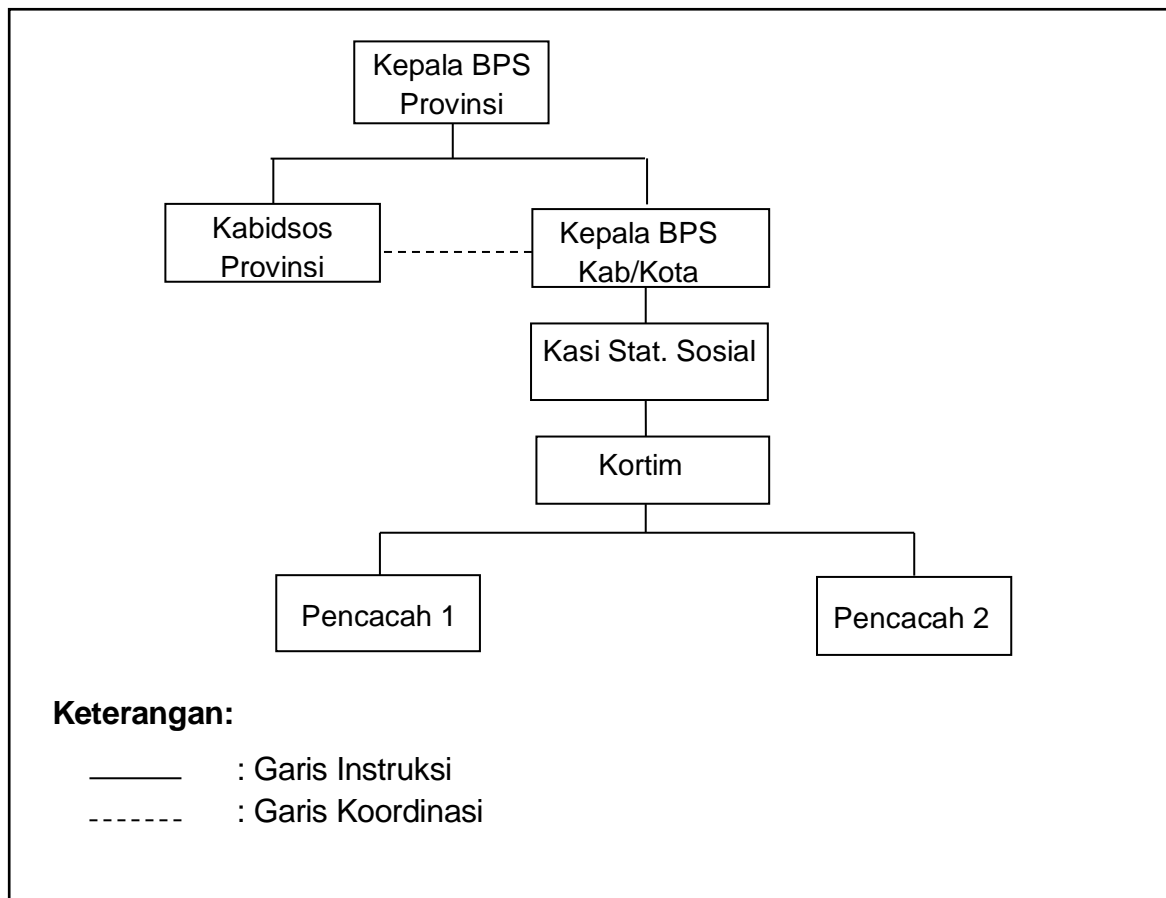 Kepala BPS
Provinsi
Kabidsos
Provinsi
Kepala BPS
Kab/Kota
Kasi Stat. Sosial
Kortim
Pencacah 1
Pencacah 2
Keterangan:
: Garis Instruksi
: Garis Koordinasi